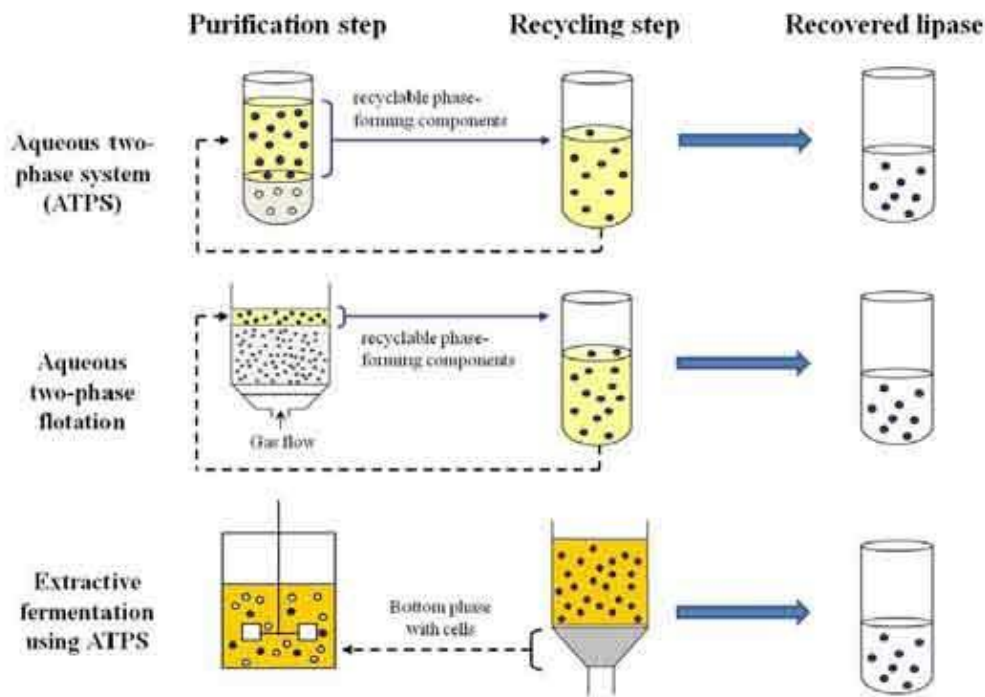 Purification step
Recycling step
Recovered lipase
Aqueous two-
phase system
(ATPS)
recyclable phase-
forming components
Aqueous
two-phase
flotation
recyclable phase-
forming components
Gas flow
Extractive
fermentation
using ATPS
Bottom phase
with cells